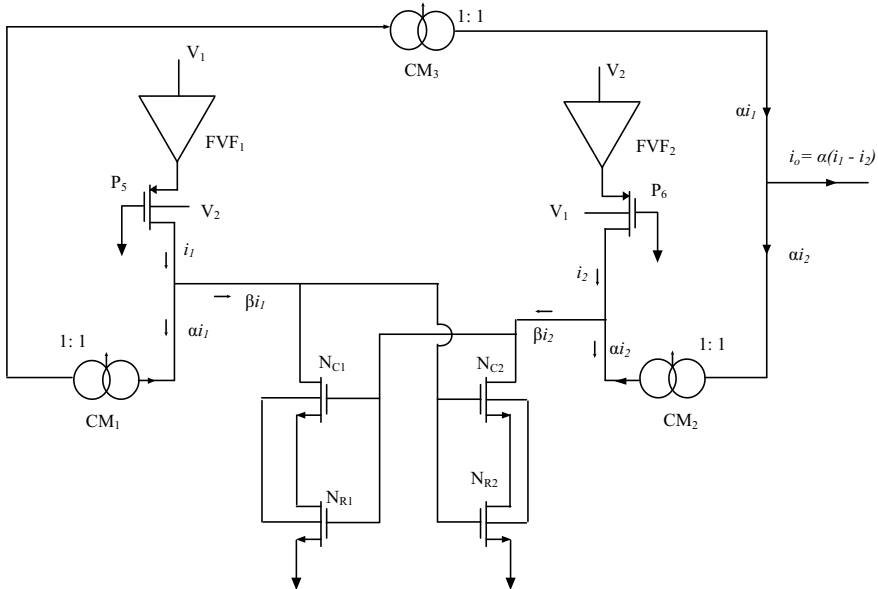 1: 1
CM3
V1
V2
FVF1
FVF2
P5
P6
V2
V1
αi1
io= α(i1 - i2)
αi2
i1
i2
βi1
βi2
αi1
αi2
1: 1
1: 1
CM1
CM2
NC1
NC2
NR1
NR2